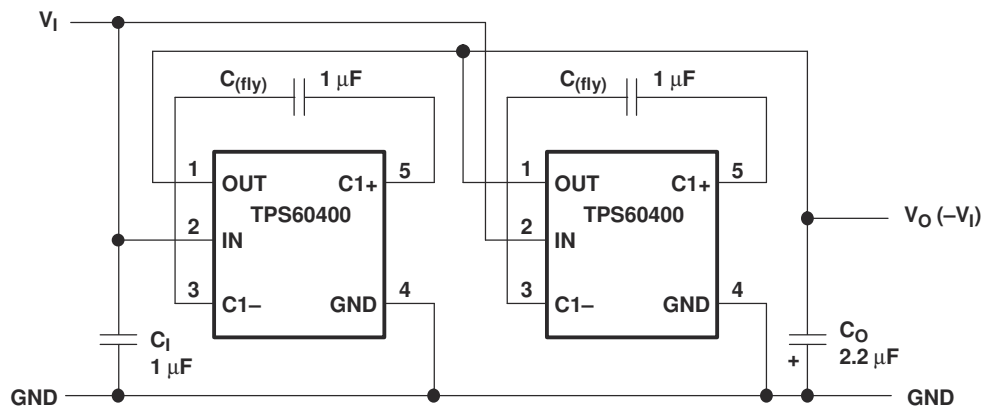 V_I
C_(fly) 1 µF
C_(fly) 1 µF
1 OUT C1+ 5
TPS60400
2 IN
3 C1– GND 4
1 OUT C1+ 5
TPS60400
2 IN
3 C1– GND 4
V_O (–V_I)
C_I
1 µF
C_O
+ 2.2 µF
GND
GND